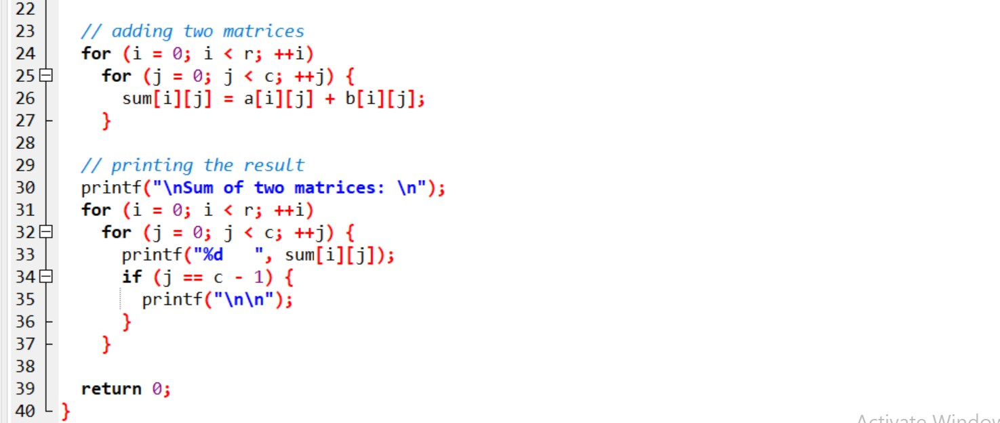 22
23 // adding two matrices
24 for (i = 0; i < r; ++i)
25 for (j = 0; j < c; ++j) {
26 sum[i][j] = a[i][j] + b[i][j];
27 }
28
29 // printing the result
30 printf("\nSum of two matrices: \n");
31 for (i = 0; i < r; ++i)
32 for (j = 0; j < c; ++j) {
33 printf("%d   ", sum[i][j]);
34 if (j == c - 1) {
35 printf("\n\n");
36 }
37 }
38
39 return 0;
40 }
Activate Window